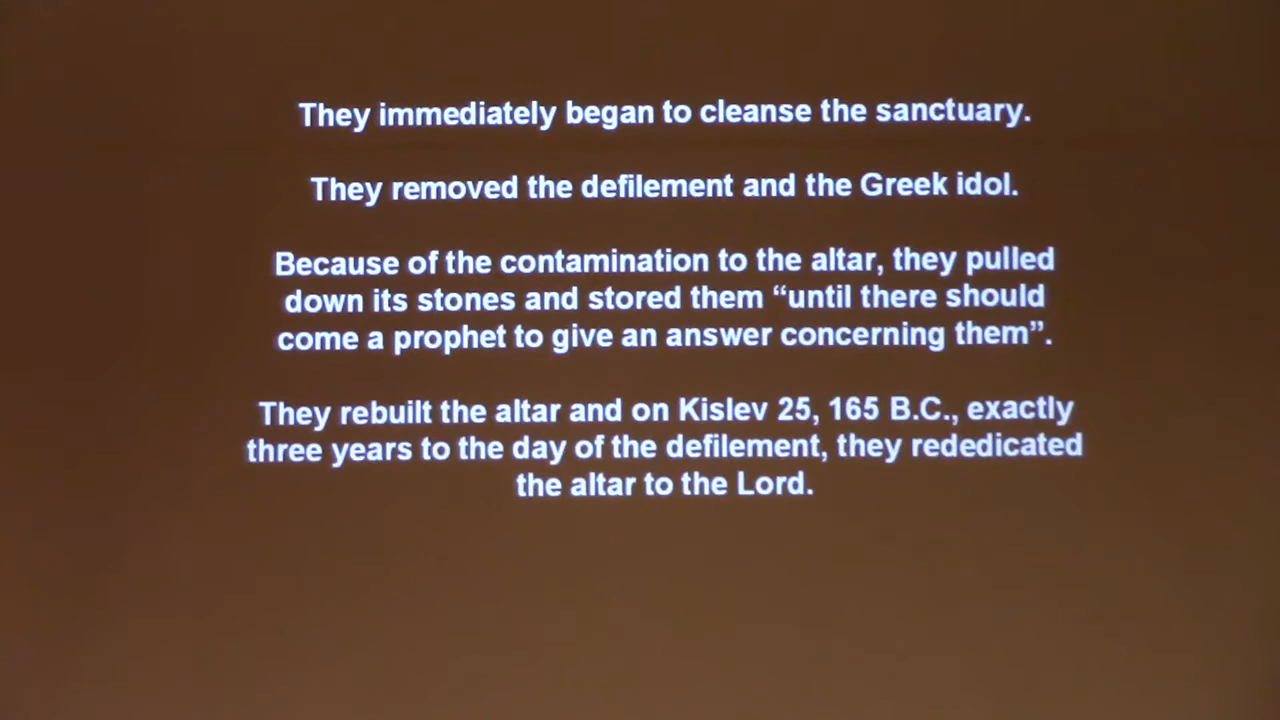 They immediately began to cleanse the sanctuary.
They removed the defilement and the Greek idol.
Because of the contamination to the altar, they pulled
down its stones and stored them “until there should
come a prophet to give an answer concerning them”.
They rebuilt the altar and on Kislev 25, 165 B.C., exactly
three years to the day of the defilement, they rededicated
the altar to the Lord.